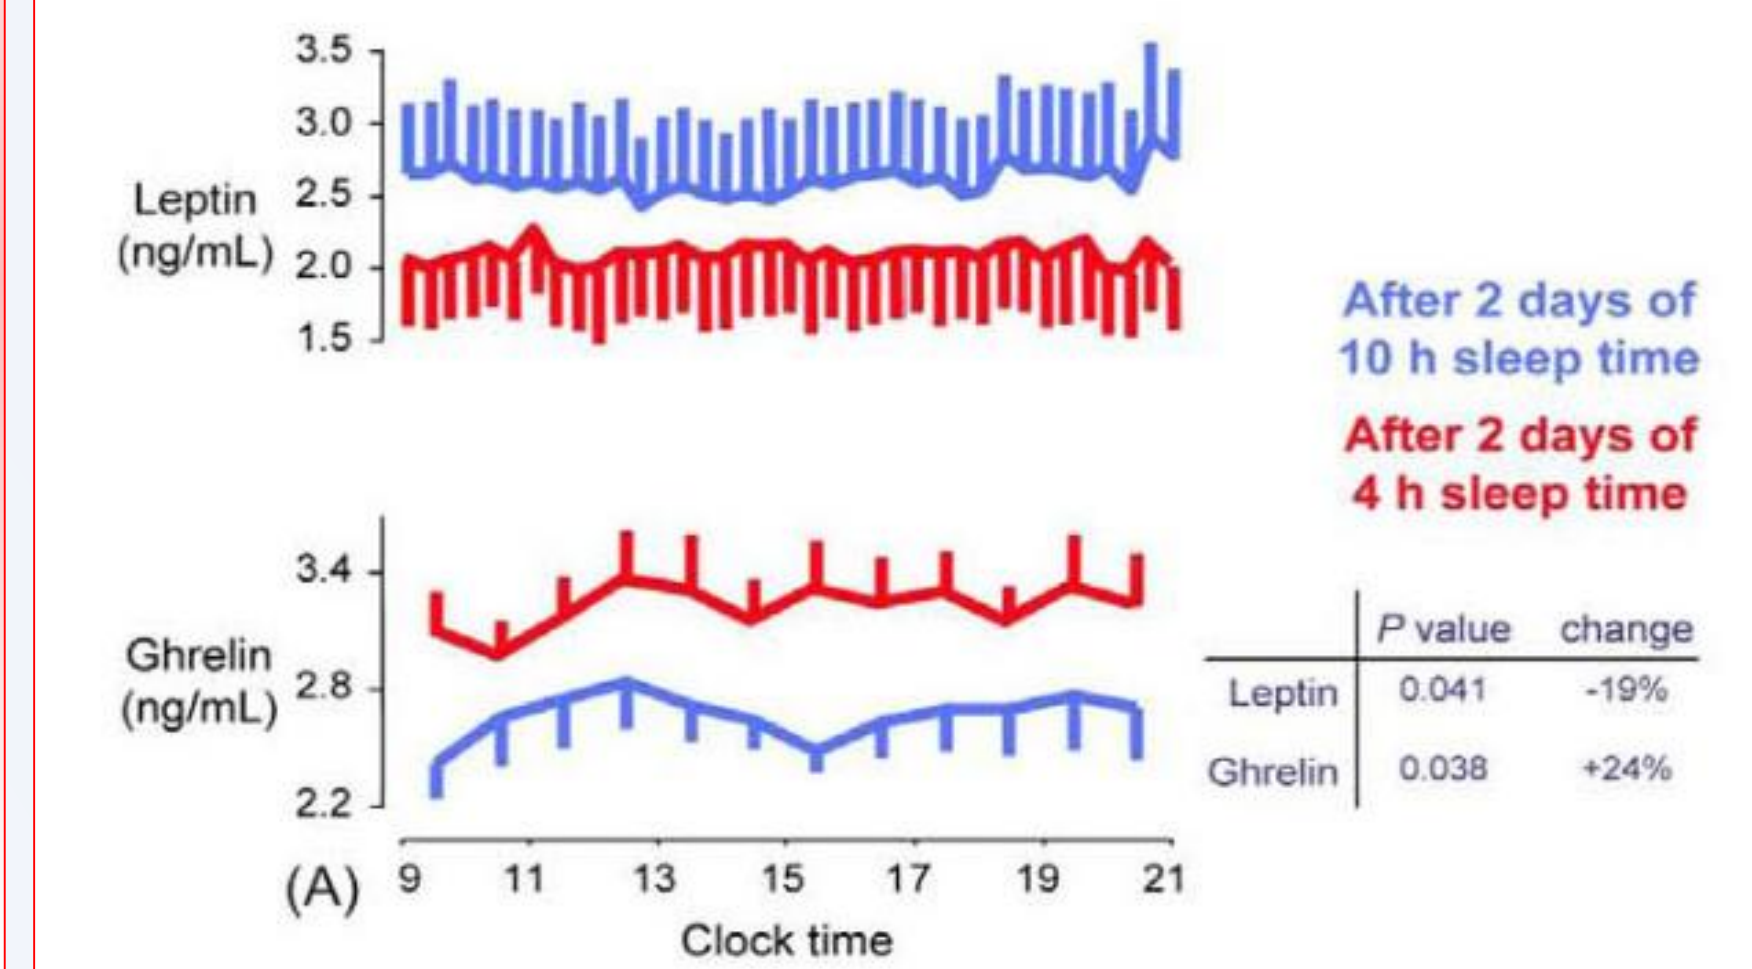 3.5
3.0
Leptin 2.5
(ng/mL) 2.0
1.5
After 2 days of
10 h sleep time
After 2 days of
4 h sleep time
3.4
Ghrelin 2.8
(ng/mL)
2.2
P value change
Leptin 0.041 -19%
Ghrelin 0.038 +24%
(A) 9 11 13 15 17 19 21
Clock time